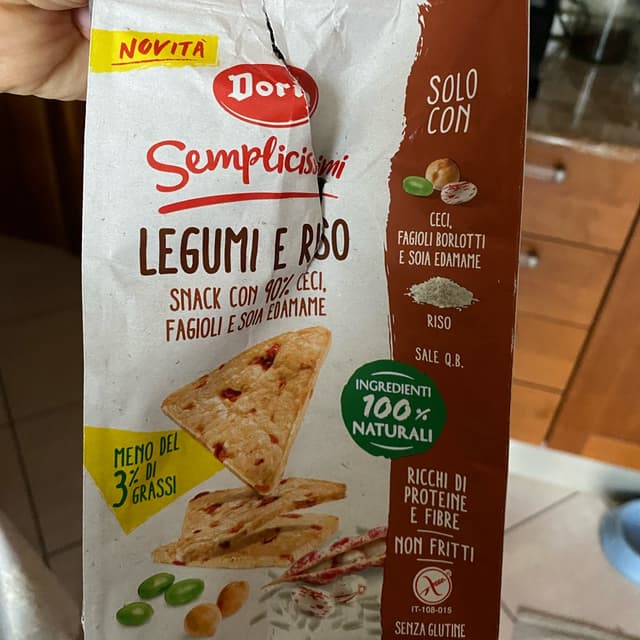 NOVITÀ
Dori
Semplicissimi
LEGUMI E RISO
SNACK CON 90% CECI,
FAGIOLI E SOIA EDAMAME
MENO DEL
3% DI
GRASSI
SOLO
CON
CECI,
FAGIOLI BORLOTTI
E SOIA EDAMAME
RISO
SALE Q.B.
INGREDIENTI
100%
NATURALI
RICCHI DI
PROTEINE
E FIBRE
NON FRITTI
IT-108-015
SENZA GLUTINE